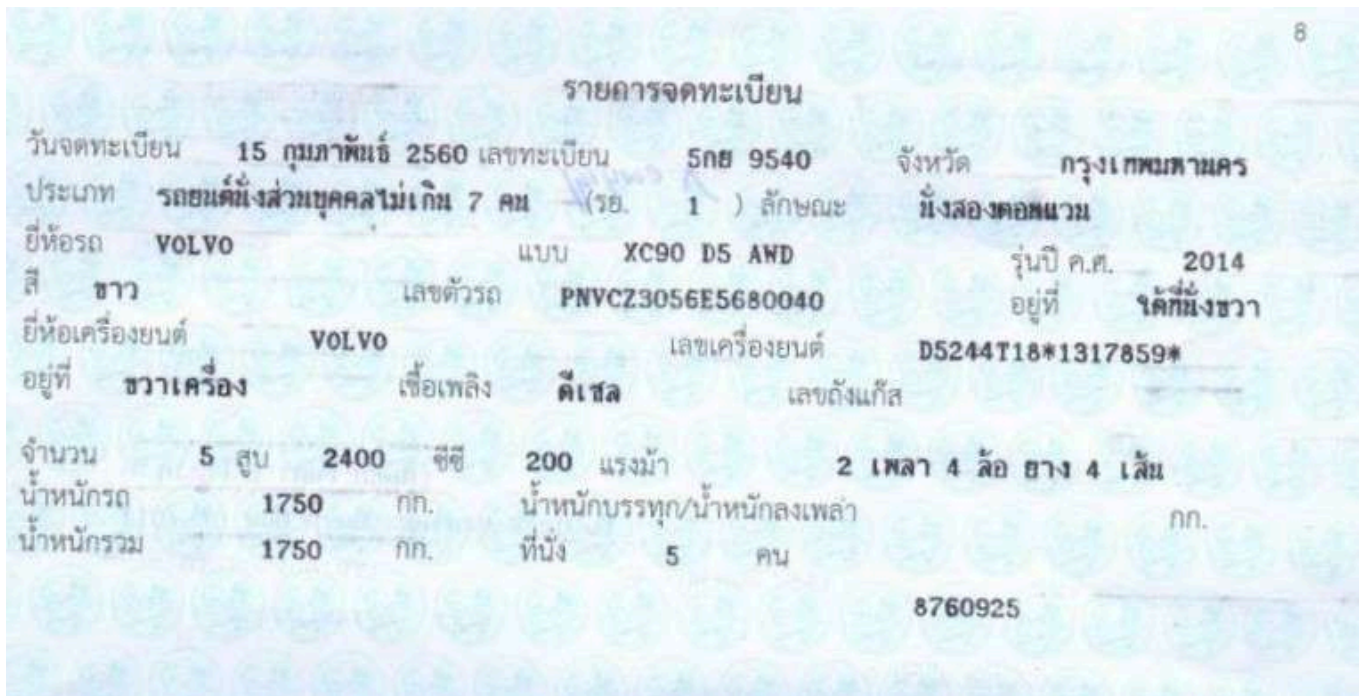 8
รายการจดทะเบียน
วันจดทะเบียน 15 กุมภาพันธ์ 2560 เลขทะเบียน 5กย 9540 จังหวัด กรุงเทพมหานคร
ประเภท รถยนต์นั่งส่วนบุคคลไม่เกิน 7 คน (รย. 1 ) ลักษณะ นั่งสองตอนแวน
ยี่ห้อรถ VOLVO แบบ XC90 D5 AWD รุ่นปี ค.ศ. 2014
สี ขาว เลขตัวรถ PNVCZ3056E5680040 อยู่ที่ ใต้ที่นั่งขวา
ยี่ห้อเครื่องยนต์ VOLVO เลขเครื่องยนต์ D5244T18*1317859*
อยู่ที่ ขวาเครื่อง เชื้อเพลิง ดีเซล เลขถังแก๊ส
จำนวน 5 สูบ 2400 ซีซี 200 แรงม้า 2 เพลา 4 ล้อ ยาง 4 เส้น
น้ำหนักรถ 1750 กก. น้ำหนักบรรทุก/น้ำหนักลงเพลา กก.
น้ำหนักรวม 1750 กก. ที่นั่ง 5 คน
8760925